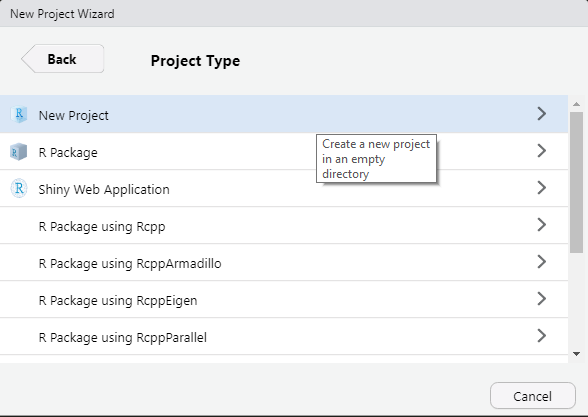 New Project Wizard
Back
Project Type
R New Project
Create a new project
in an empty
directory
R R Package
R Shiny Web Application
R Package using Rcpp
R Package using RcppArmadillo
R Package using RcppEigen
R Package using RcppParallel
Cancel